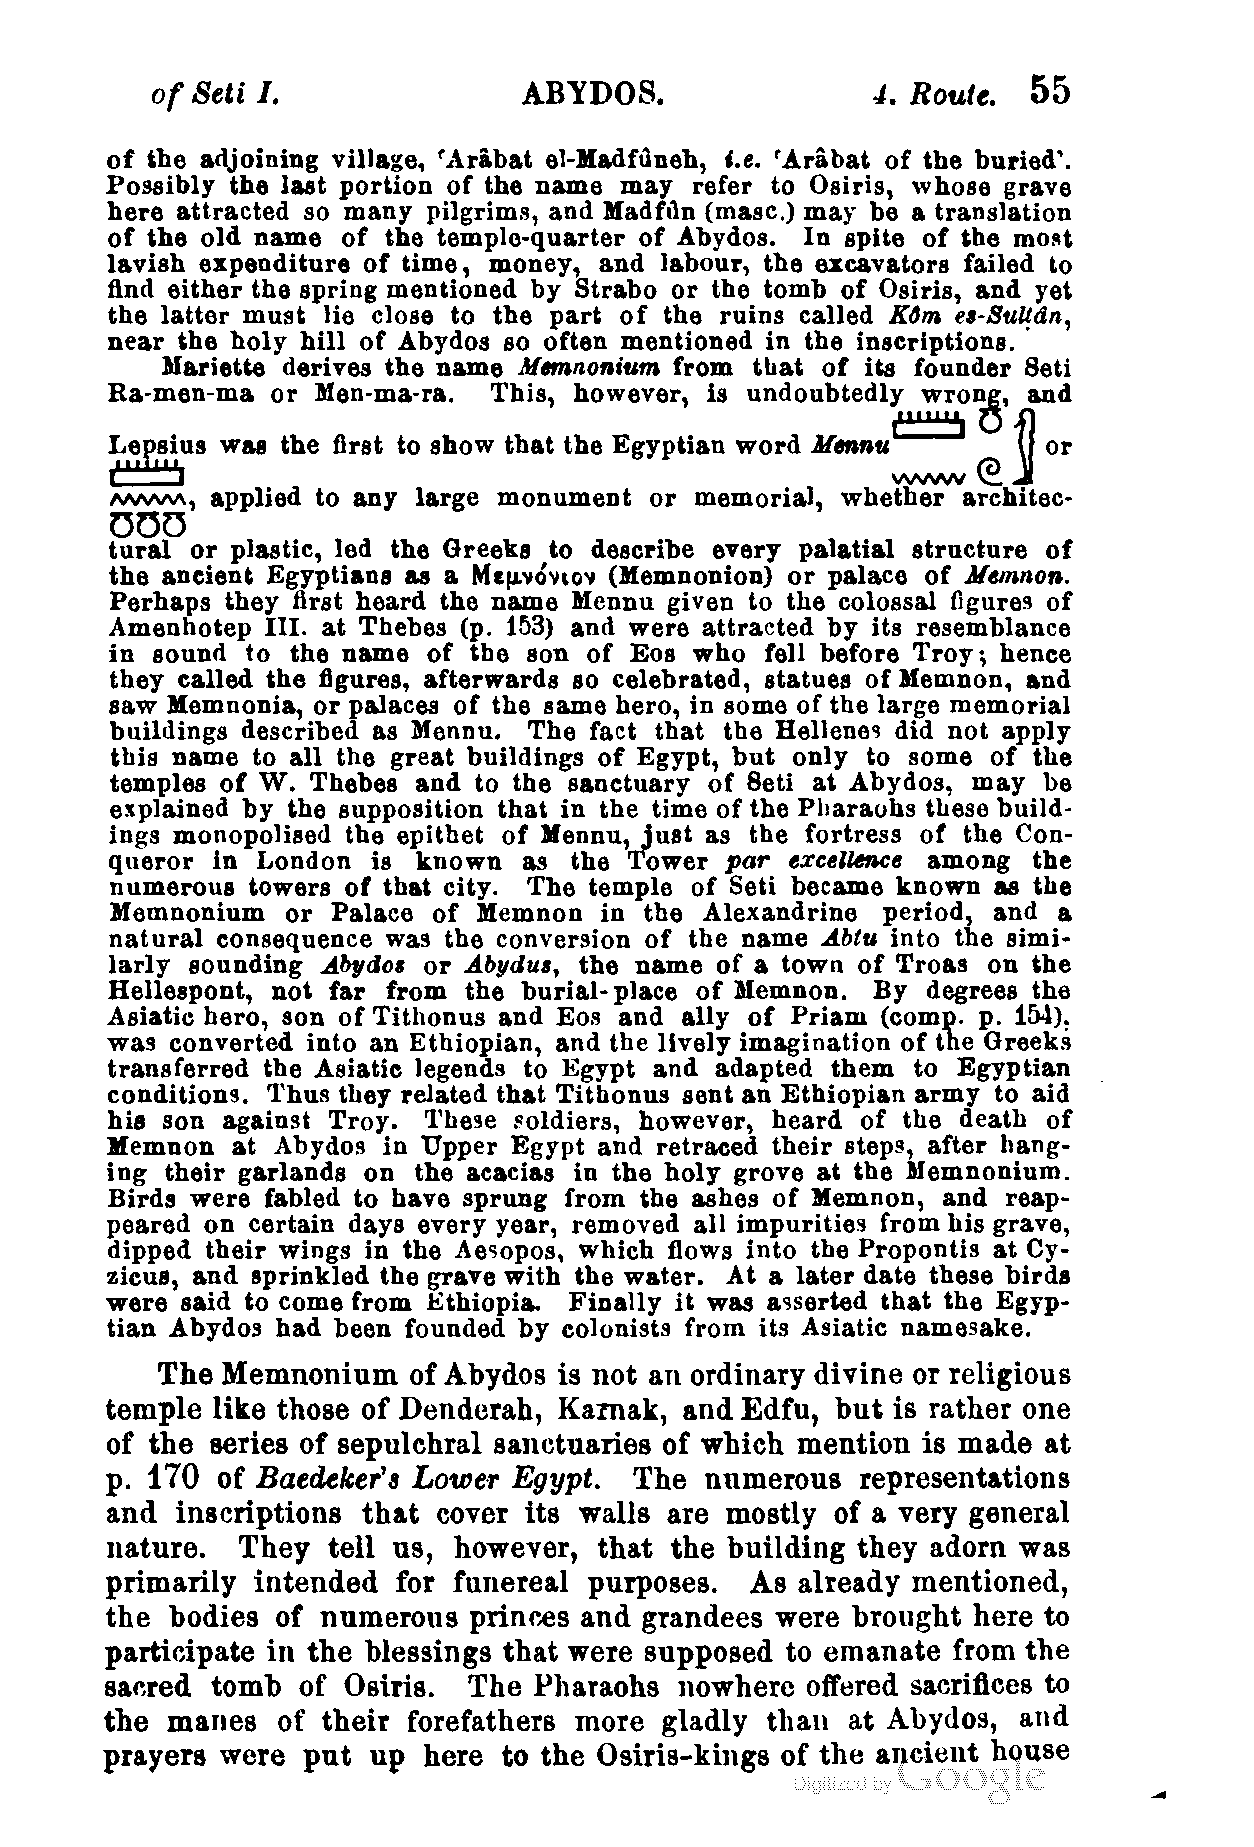 of Seti I. ABYDOS. 4. Route. 55
of the adjoining village, ʿArâbat el-Madfûneh, i.e. ʿArâbat of the buried'.
Possibly the last portion of the name may refer to Osiris, whose grave
here attracted so many pilgrims, and Madfûn (masc.) may be a translation
of the old name of the temple-quarter of Abydos. In spite of the most
lavish expenditure of time, money, and labour, the excavators failed to
find either the spring mentioned by Strabo or the tomb of Osiris, and yet
the latter must lie close to the part of the ruins called Kôm es-Sulṭân,
near the holy hill of Abydos so often mentioned in the inscriptions.
Mariette derives the name Memnonium from that of its founder Seti
Ra-men-ma or Men-ma-ra. This, however, is undoubtedly wrong, and
Lepsius was the first to show that the Egyptian word Mennu or
, applied to any large monument or memorial, whether architec-
tural or plastic, led the Greeks to describe every palatial structure of
the ancient Egyptians as a Μεμνόνιον (Memnonion) or palace of Memnon.
Perhaps they first heard the name Mennu given to the colossal figures of
Amenhotep III. at Thebes (p. 153) and were attracted by its resemblance
in sound to the name of the son of Eos who fell before Troy; hence
they called the figures, afterwards so celebrated, statues of Memnon, and
saw Memnonia, or palaces of the same hero, in some of the large memorial
buildings described as Mennu. The fact that the Hellenes did not apply
this name to all the great buildings of Egypt, but only to some of the
temples of W. Thebes and to the sanctuary of Seti at Abydos, may be
explained by the supposition that in the time of the Pharaohs these build-
ings monopolised the epithet of Mennu, just as the fortress of the Con-
queror in London is known as the Tower par excellence among the
numerous towers of that city. The temple of Seti became known as the
Memnonium or Palace of Memnon in the Alexandrine period, and a
natural consequence was the conversion of the name Abtu into the simi-
larly sounding Abydos or Abydus, the name of a town of Troas on the
Hellespont, not far from the burial-place of Memnon. By degrees the
Asiatic hero, son of Tithonus and Eos and ally of Priam (comp. p. 154),
was converted into an Ethiopian, and the lively imagination of the Greeks
transferred the Asiatic legends to Egypt and adapted them to Egyptian
conditions. Thus they related that Tithonus sent an Ethiopian army to aid
his son against Troy. These soldiers, however, heard of the death of
Memnon at Abydos in Upper Egypt and retraced their steps, after hang-
ing their garlands on the acacias in the holy grove at the Memnonium.
Birds were fabled to have sprung from the ashes of Memnon, and reap-
peared on certain days every year, removed all impurities from his grave,
dipped their wings in the Aesopos, which flows into the Propontis at Cy-
zicus, and sprinkled the grave with the water. At a later date these birds
were said to come from Ethiopia. Finally it was asserted that the Egyp-
tian Abydos had been founded by colonists from its Asiatic namesake.
The Memnonium of Abydos is not an ordinary divine or religious
temple like those of Denderah, Karnak, and Edfu, but is rather one
of the series of sepulchral sanctuaries of which mention is made at
p. 170 of Baedeker's Lower Egypt. The numerous representations
and inscriptions that cover its walls are mostly of a very general
nature. They tell us, however, that the building they adorn was
primarily intended for funereal purposes. As already mentioned,
the bodies of numerous princes and grandees were brought here to
participate in the blessings that were supposed to emanate from the
sacred tomb of Osiris. The Pharaohs nowhere offered sacrifices to
the manes of their forefathers more gladly than at Abydos, and
prayers were put up here to the Osiris-kings of the ancient house
Digitized by Google